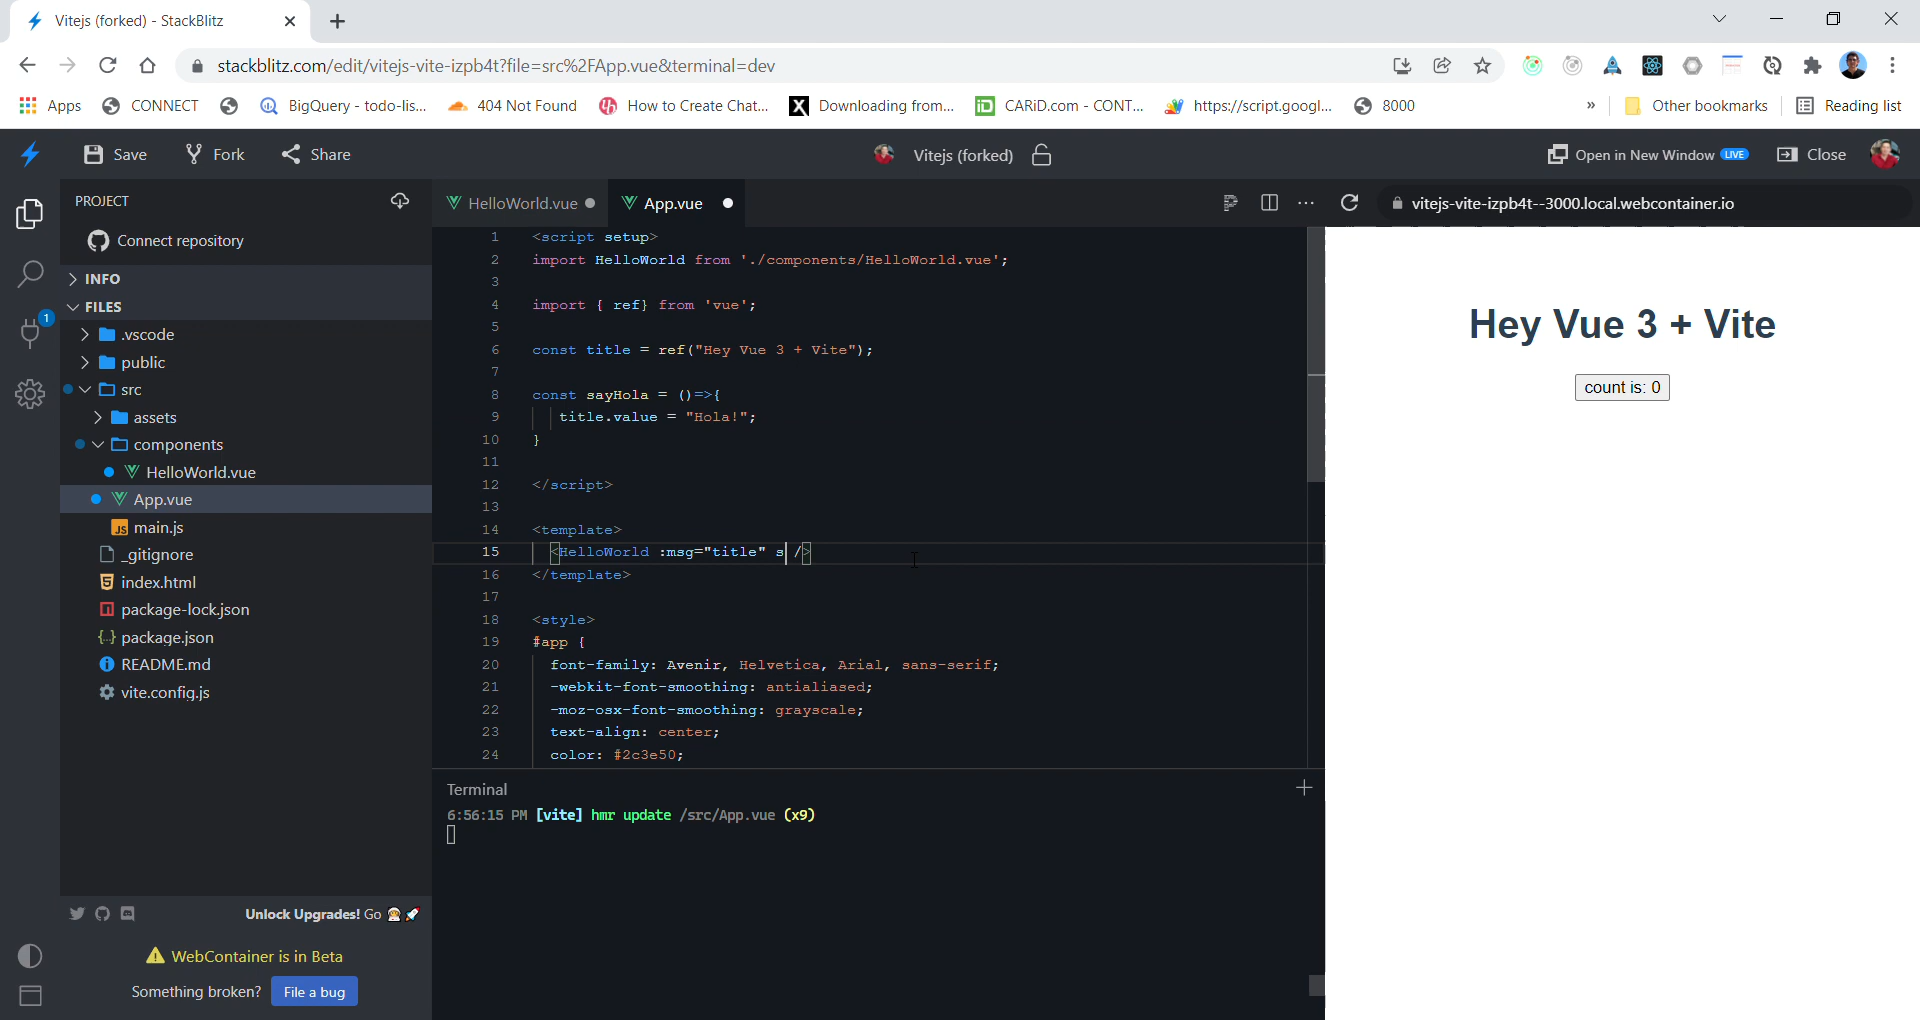 Vitejs (forked) - StackBlitz
stackblitz.com/edit/vitejs-vite-izpb4t?file=src%2FApp.vue&terminal=dev
Apps CONNECT BigQuery - todo-lis... 404 Not Found How to Create Chat... Downloading from... CARiD.com - CONT... https://script.googl... 8000 » Other bookmarks Reading list
Save Fork Share Vitejs (forked) Open in New Window LIVE Close
PROJECT
Connect repository
INFO
FILES
.vscode
public
src
assets
components
HelloWorld.vue
App.vue
main.js
_gitignore
index.html
package-lock.json
package.json
README.md
vite.config.js
1
Unlock Upgrades! Go
WebContainer is in Beta
Something broken? File a bug
HelloWorld.vue App.vue
1 <script setup>
2 import HelloWorld from './components/HelloWorld.vue';
3
4 import { ref} from 'vue';
5
6 const title = ref("Hey Vue 3 + Vite");
7
8 const sayHola = ()=>{
9 title.value = "Hola!";
10 }
11
12 </script>
13
14 <template>
15 <HelloWorld :msg="title" s />
16 </template>
17
18 <style>
19 #app {
20 font-family: Avenir, Helvetica, Arial, sans-serif;
21 -webkit-font-smoothing: antialiased;
22 -moz-osx-font-smoothing: grayscale;
23 text-align: center;
24 color: #2c3e50;
Terminal
6:56:15 PM [vite] hmr update /src/App.vue (x9)
vitejs-vite-izpb4t--3000.local.webcontainer.io
Hey Vue 3 + Vite
count is: 0